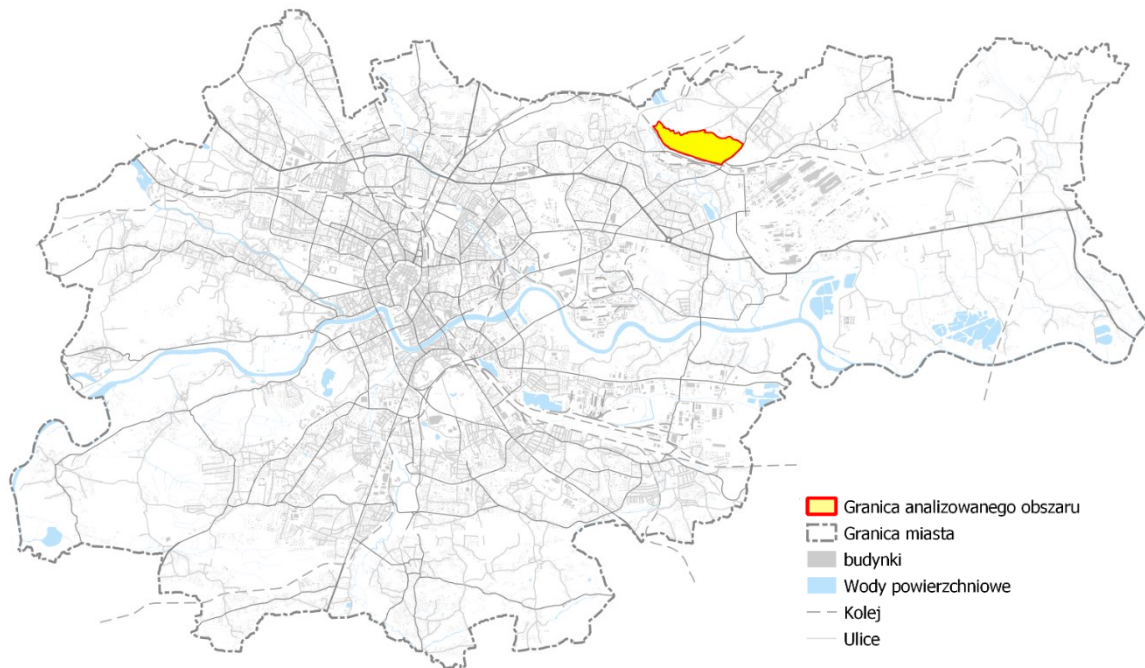 Granica analizowanego obszaru
Granica miasta
budynki
Wody powierzchniowe
Kolej
Ulice